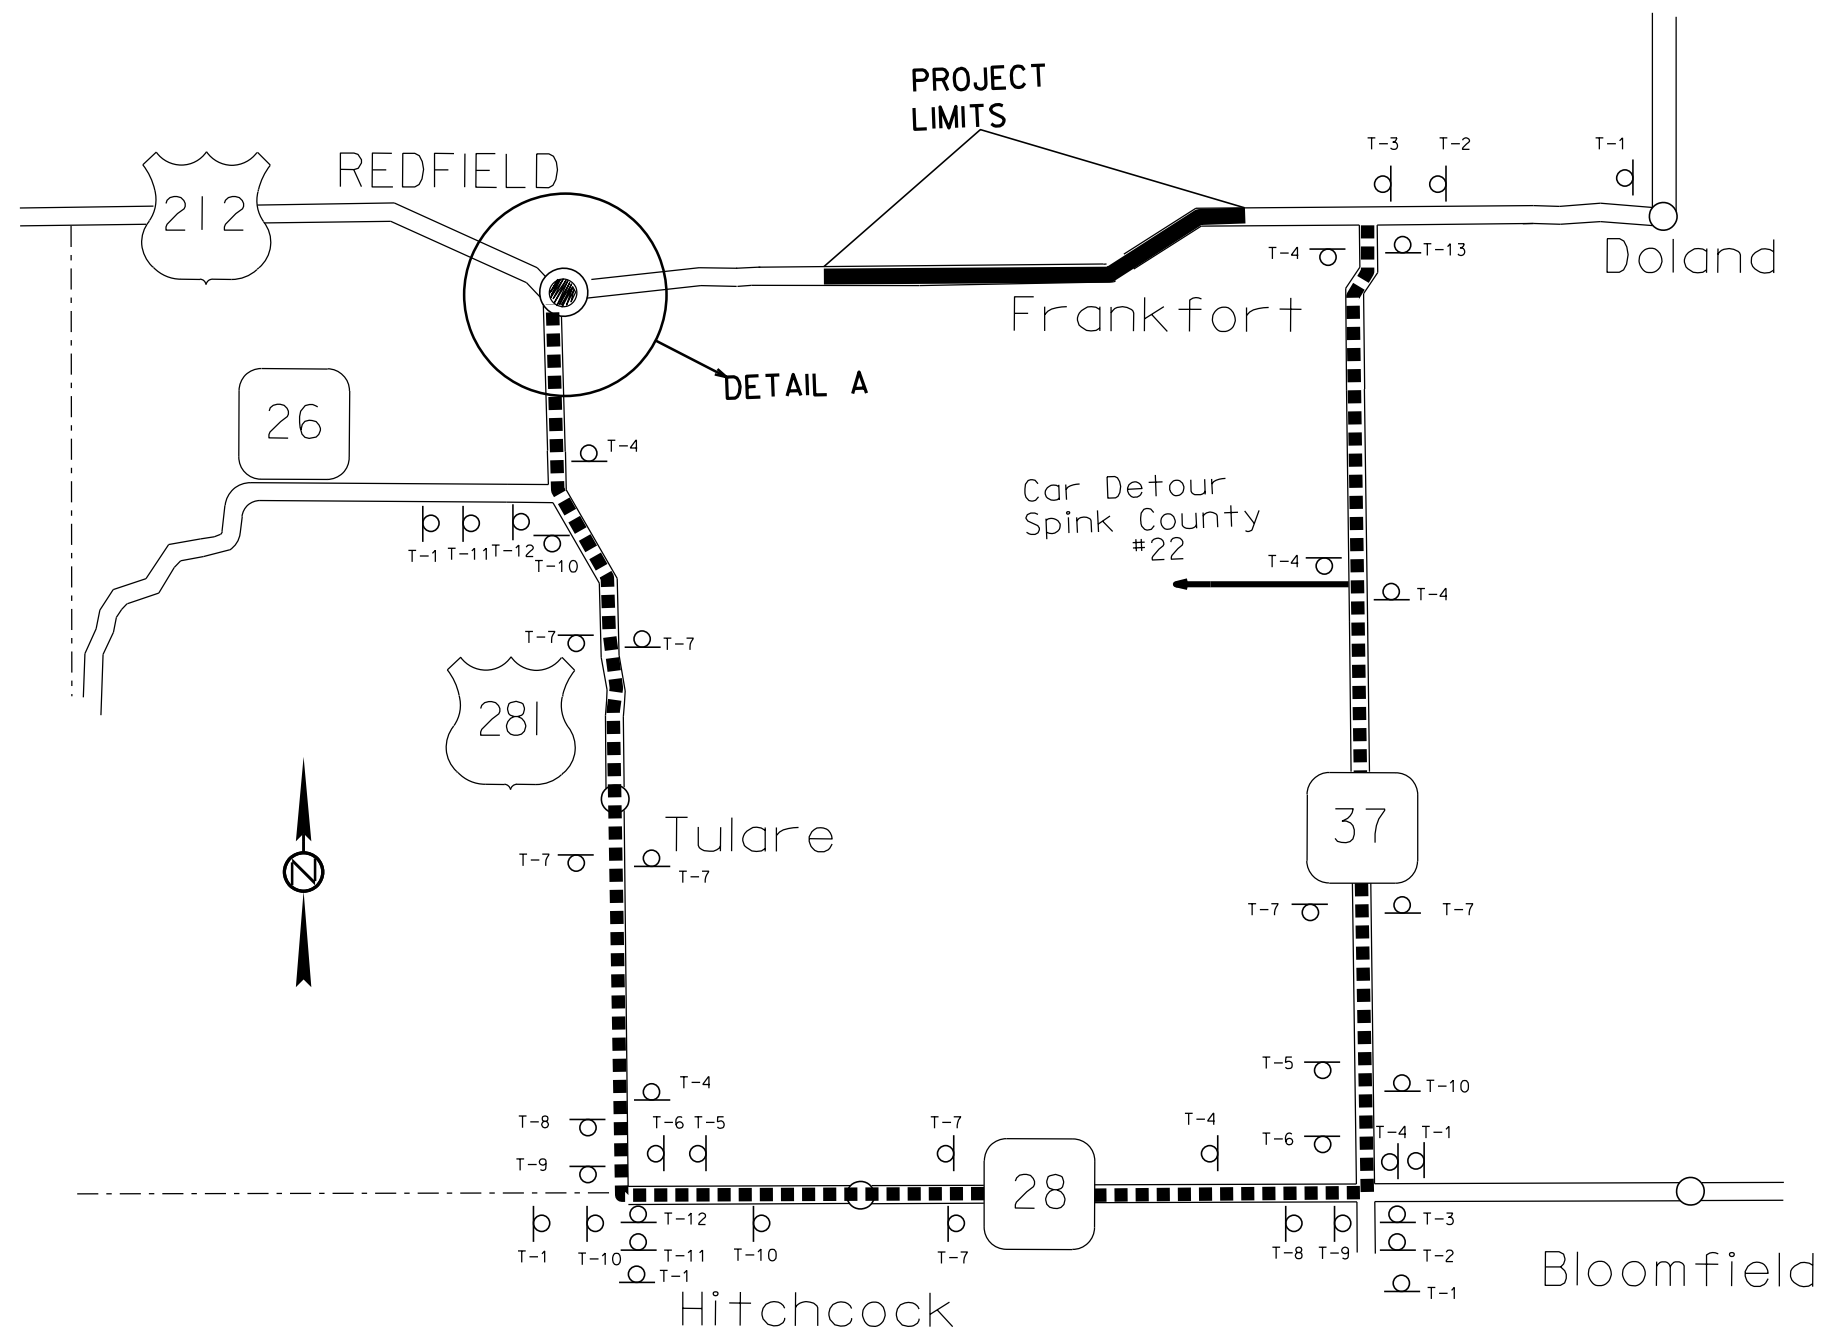 PROJECT
LIMITS
T-3 T-2 T-1
REDFIELD
212
T-4 T-13
Doland
Frankfort
DETAIL A
26
T-4
Car Detour
Spink County
#22
T-1 T-11 T-12
T-10
T-4
T-4
T-7 T-7
281
37
Tulare
T-7
T-7
T-7 T-7
N
T-5
T-10
T-4
T-8 T-6 T-5 T-7 T-4
T-6 T-4 T-1
T-9
28
T-12
T-3
T-1 T-10 T-11 T-10 T-7 T-8 T-9 T-2
T-1
T-1
Bloomfield
Hitchcock